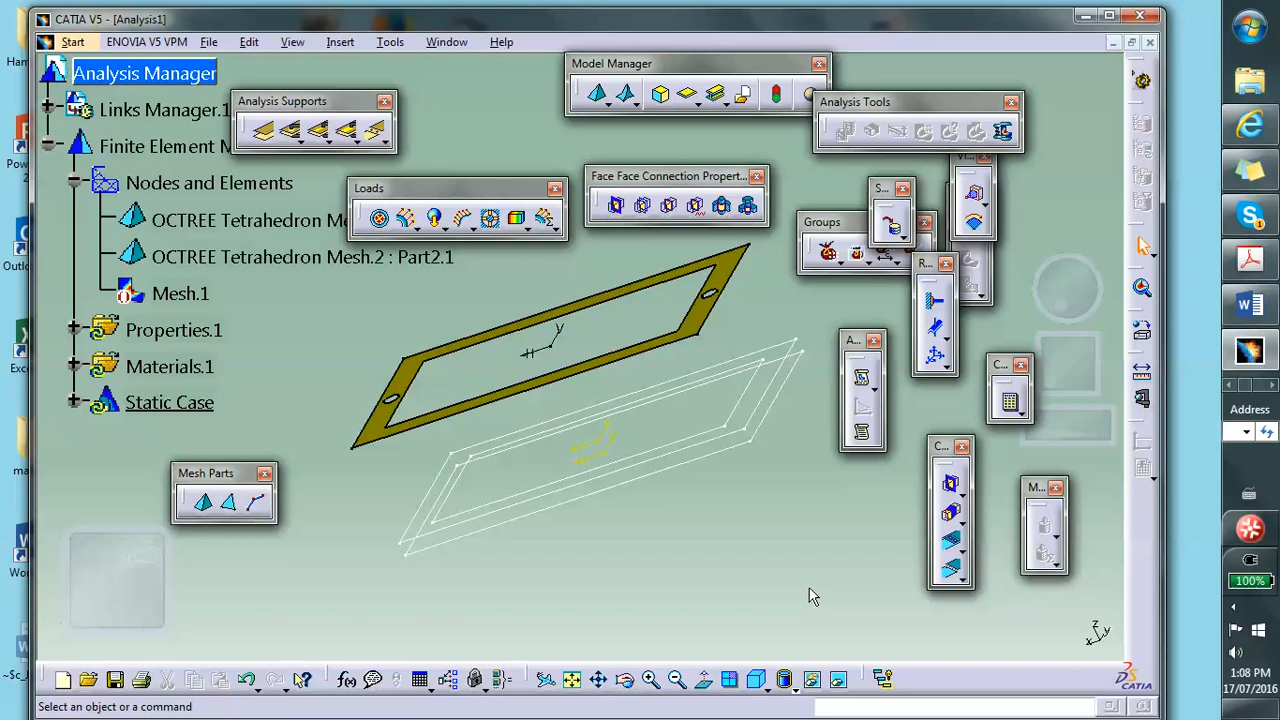 CATIA V5 - [Analysis1]
Start
ENOVIA V5 VPM
File
Edit
View
Insert
Tools
Window
Help
Analysis Manager
Links Manager.1
Finite Element M
Nodes and Elements
OCTREE Tetrahedron Me
OCTREE Tetrahedron Mesh.2 : Part2.1
Mesh.1
Properties.1
Materials.1
Static Case
Analysis Supports
Model Manager
Analysis Tools
Loads
Face Face Connection Propert...
Groups
S...
R...
A...
C...
C...
M...
Mesh Parts
y
H
z
y
x
f(x)
CATIA
Select an object or a command
Address
100%
1:08 PM
17/07/2016